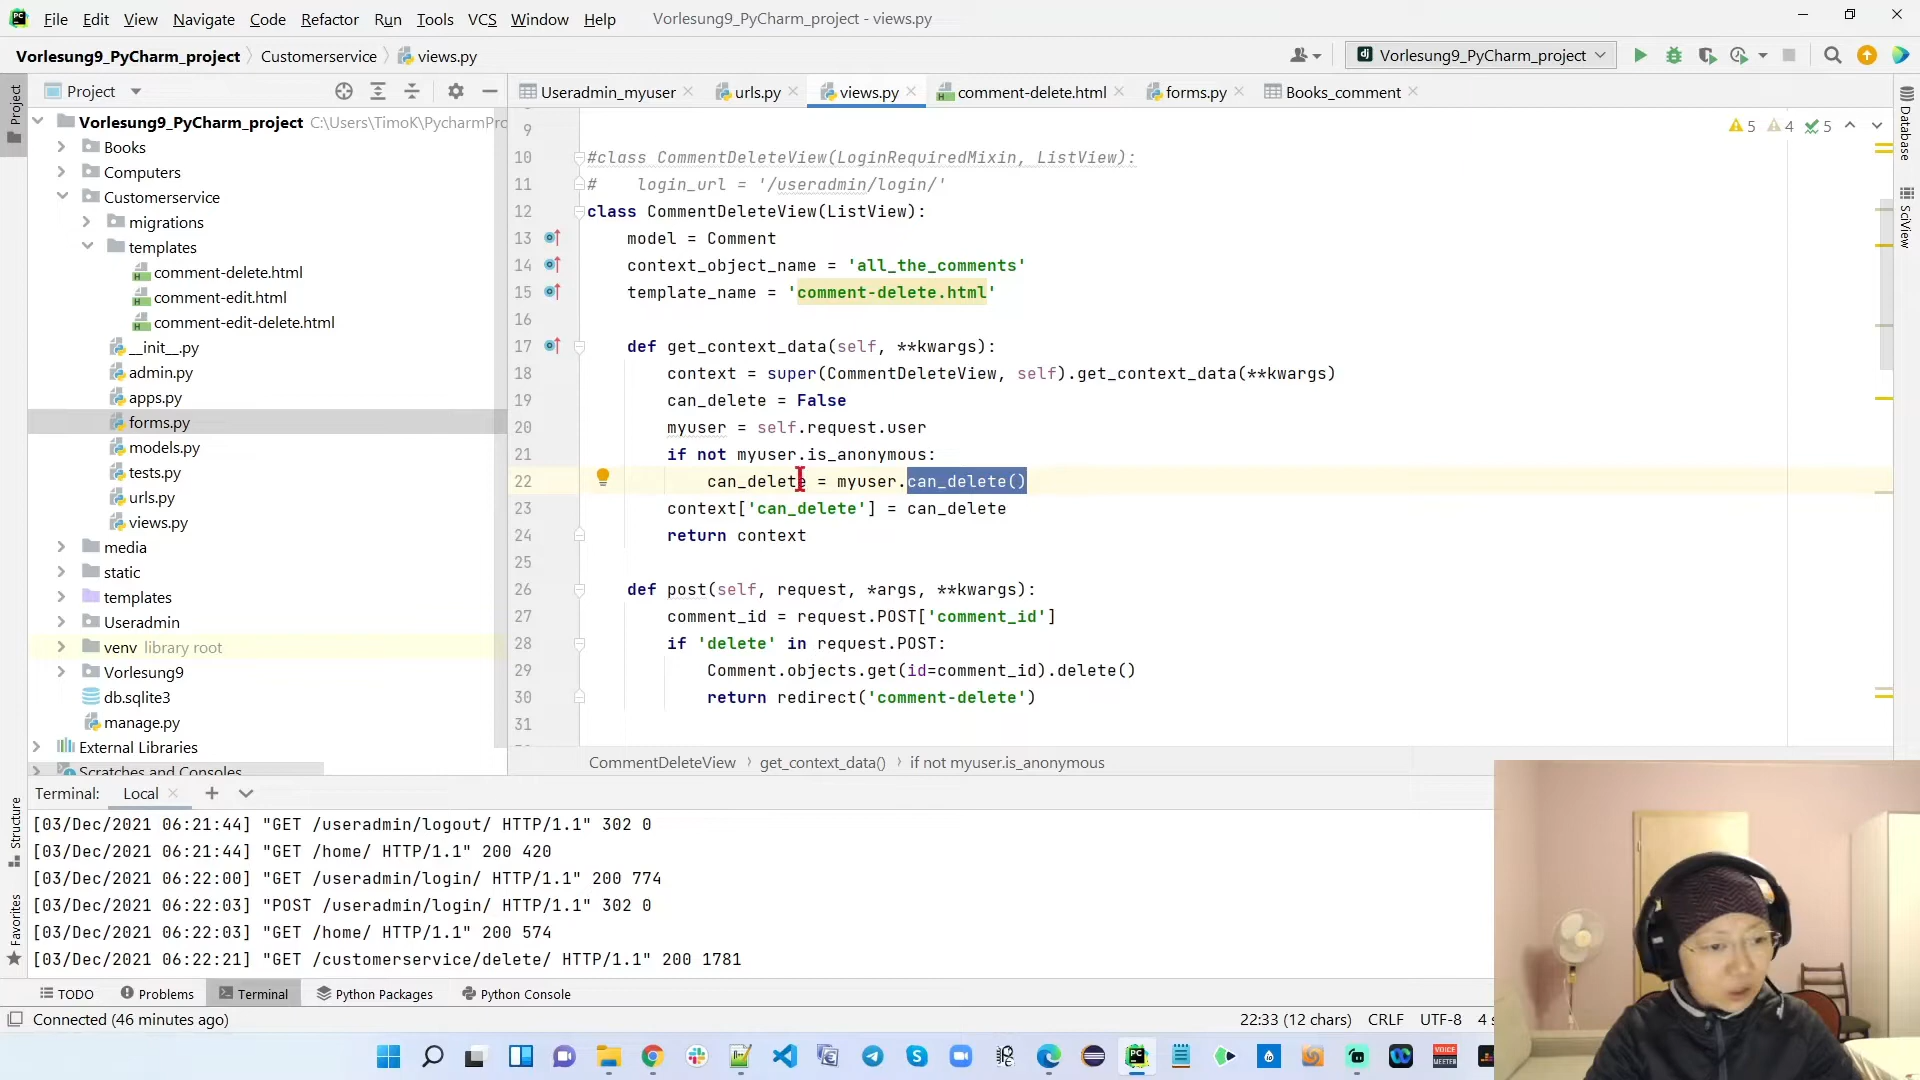 File Edit View Navigate Code Refactor Run Tools VCS Window Help Vorlesung9_PyCharm_project - views.py
Vorlesung9_PyCharm_project Customerservice views.py Vorlesung9_PyCharm_project
Project
Project
Useradmin_myuser urls.py views.py comment-delete.html forms.py Books_comment
Database
SciView
Vorlesung9_PyCharm_project C:\Users\TimoK\PycharmPro
Books
Computers
Customerservice
migrations
templates
comment-delete.html
comment-edit.html
comment-edit-delete.html
__init__.py
admin.py
apps.py
forms.py
models.py
tests.py
urls.py
views.py
media
static
templates
Useradmin
venv library root
Vorlesung9
db.sqlite3
manage.py
External Libraries
Scratches and Consoles
5 4 5
9
10 #class CommentDeleteView(LoginRequiredMixin, ListView):
11 #    login_url = '/useradmin/login/'
12 class CommentDeleteView(ListView):
13     model = Comment
14     context_object_name = 'all_the_comments'
15     template_name = 'comment-delete.html'
16
17     def get_context_data(self, **kwargs):
18         context = super(CommentDeleteView, self).get_context_data(**kwargs)
19         can_delete = False
20         myuser = self.request.user
21         if not myuser.is_anonymous:
22             can_delete = myuser.can_delete()
23         context['can_delete'] = can_delete
24         return context
25
26     def post(self, request, *args, **kwargs):
27         comment_id = request.POST['comment_id']
28         if 'delete' in request.POST:
29             Comment.objects.get(id=comment_id).delete()
30             return redirect('comment-delete')
31
CommentDeleteView get_context_data() if not myuser.is_anonymous
Structure
Favorites
Terminal: Local
[03/Dec/2021 06:21:44] "GET /useradmin/logout/ HTTP/1.1" 302 0
[03/Dec/2021 06:21:44] "GET /home/ HTTP/1.1" 200 420
[03/Dec/2021 06:22:00] "GET /useradmin/login/ HTTP/1.1" 200 774
[03/Dec/2021 06:22:03] "POST /useradmin/login/ HTTP/1.1" 302 0
[03/Dec/2021 06:22:03] "GET /home/ HTTP/1.1" 200 574
[03/Dec/2021 06:22:21] "GET /customerservice/delete/ HTTP/1.1" 200 1781
TODO Problems Terminal Python Packages Python Console
Connected (46 minutes ago) 22:33 (12 chars) CRLF UTF-8 4